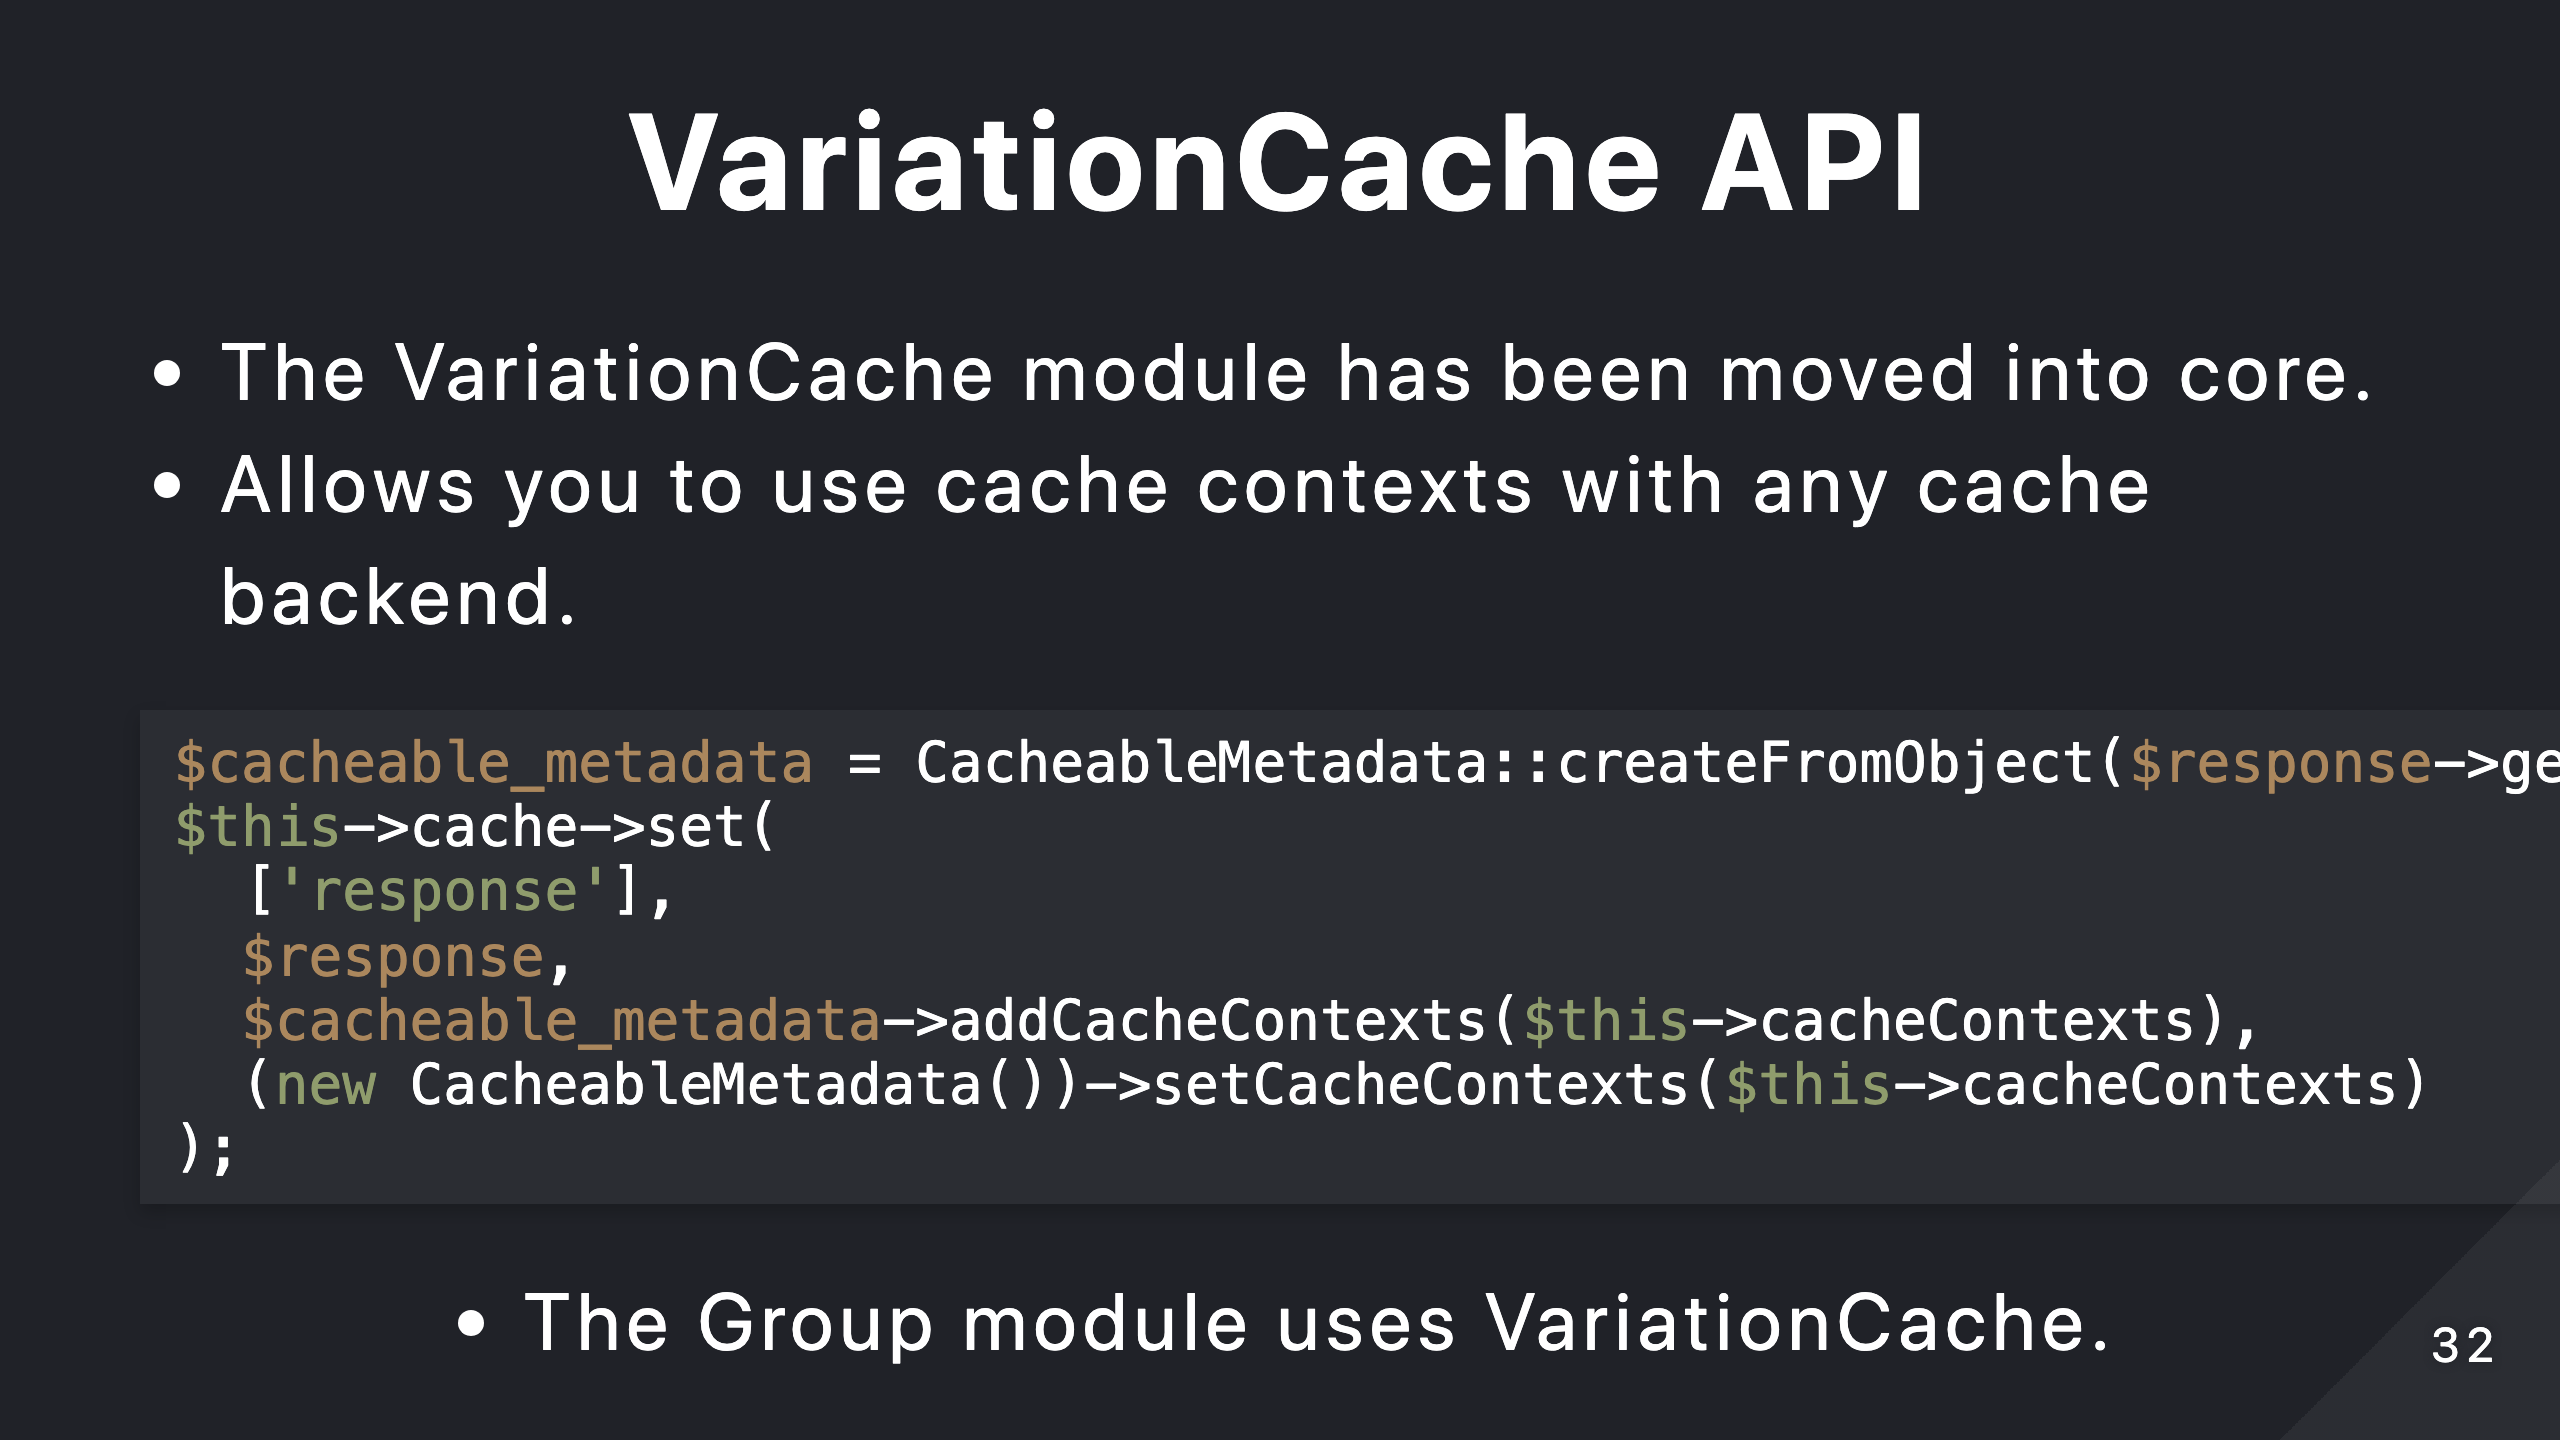 VariationCache API
• The VariationCache module has been moved into core.
• Allows you to use cache contexts with any cache
backend.
$cacheable_metadata = CacheableMetadata::createFromObject($response->ge
$this->cache->set(
  ['response'],
  $response,
  $cacheable_metadata->addCacheContexts($this->cacheContexts),
  (new CacheableMetadata())->setCacheContexts($this->cacheContexts)
);
• The Group module uses VariationCache.
32